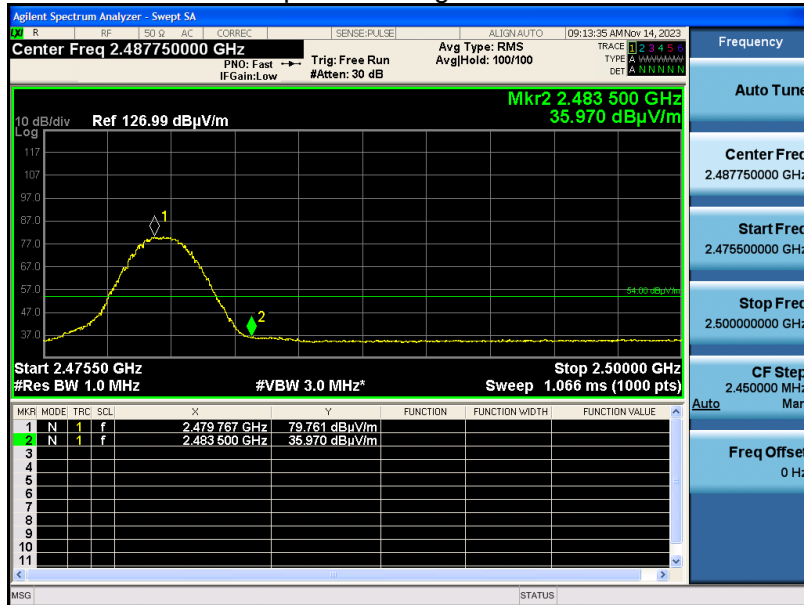 Agilent Spectrum Analyzer - Swept SA
LXI R RF 50 Ω AC CORREC SENSE:PULSE ALIGN AUTO 09:13:35 AM Nov 14, 2023
Center Freq 2.487750000 GHz
PNO: Fast
IFGain:Low
Trig: Free Run
#Atten: 30 dB
Avg Type: RMS
Avg|Hold: 100/100
TRACE 1 2 3 4 5 6
TYPE A WWWWW
DET A N N N N N
Mkr2 2.483 500 GHz
35.970 dBµV/m
10 dB/div Ref 126.99 dBµV/m
Log
117
107
97.0
87.0
77.0
67.0
57.0
47.0
37.0
1
2
54.00 dBµV/m
Start 2.47550 GHz Stop 2.50000 GHz
#Res BW 1.0 MHz #VBW 3.0 MHz* Sweep 1.066 ms (1000 pts)
MKR MODE TRC SCL X Y FUNCTION FUNCTION WIDTH FUNCTION VALUE
1 N 1 f 2.479 767 GHz 79.761 dBµV/m
2 N 1 f 2.483 500 GHz 35.970 dBµV/m
3
4
5
6
7
8
9
10
11
MSG STATUS
Frequency
Auto Tune
Center Freq
2.487750000 GHz
Start Freq
2.475500000 GHz
Stop Freq
2.500000000 GHz
CF Step
2.450000 MHz
Auto Man
Freq Offset
0 Hz